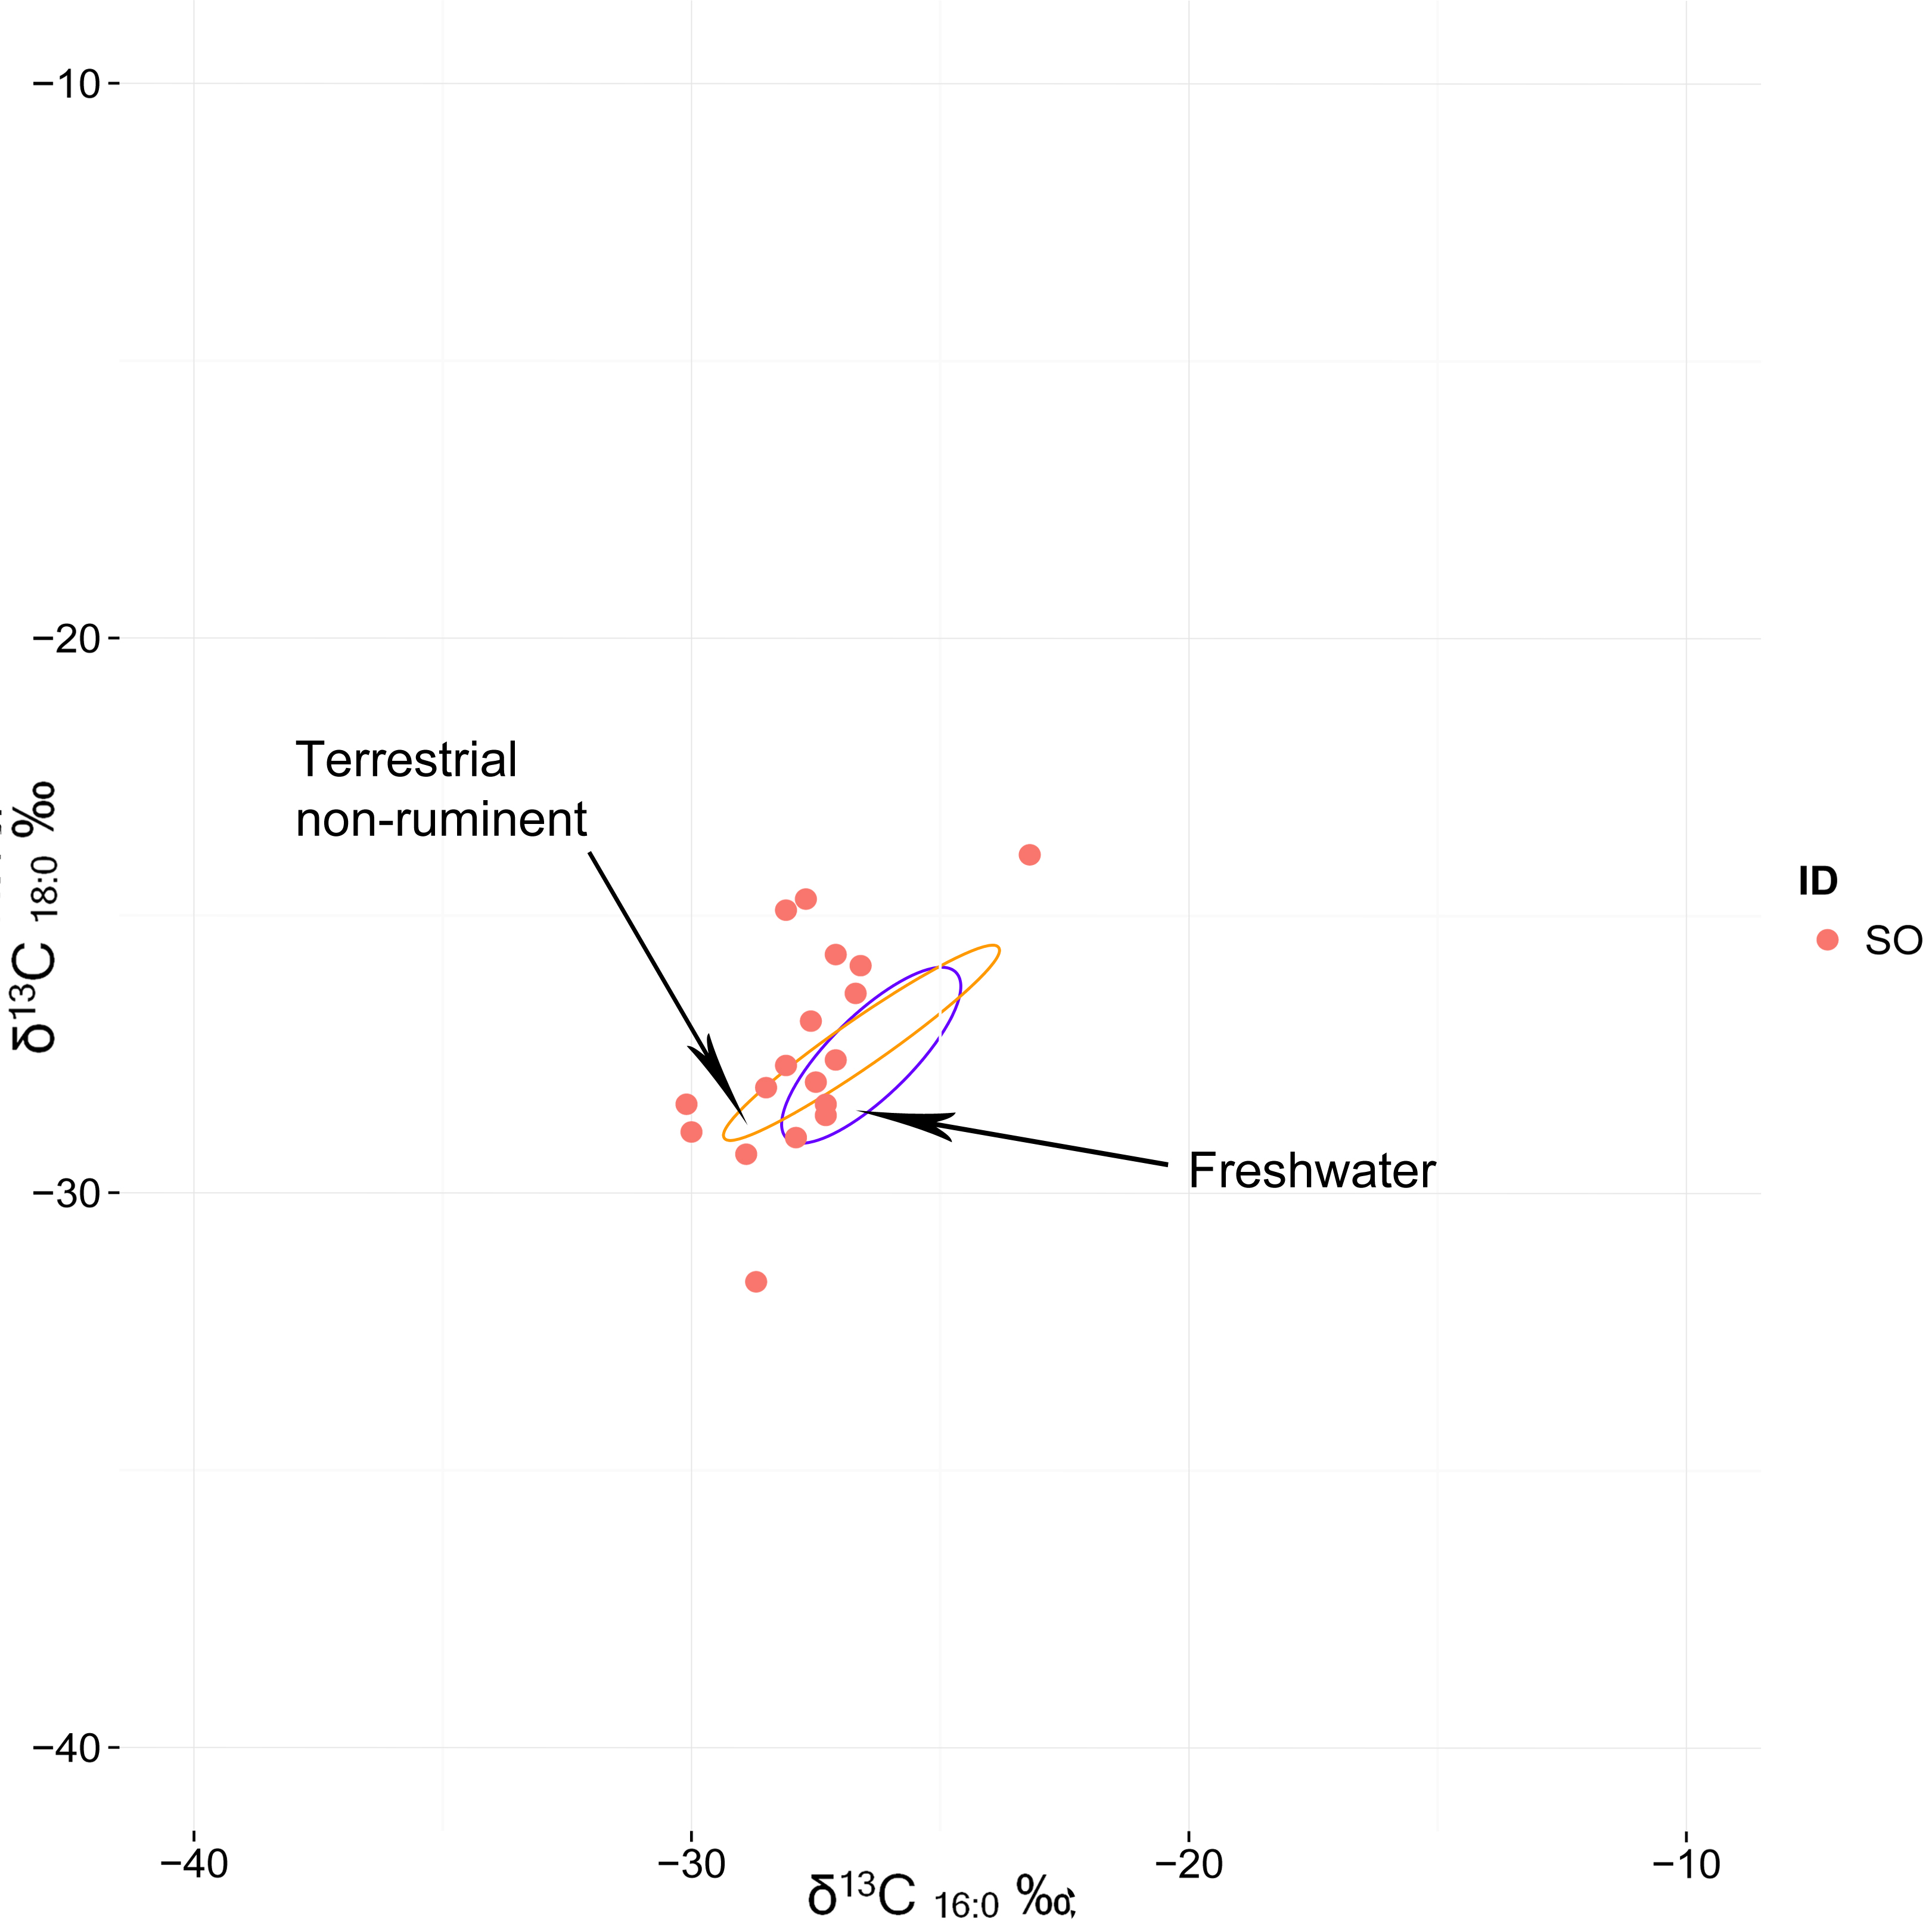 −10
−20
−30
−40
δ13C 18:0 ‰
Terrestrial
non-ruminent
Freshwater
ID
SO
−40
−30
−20
−10
δ13C 16:0 ‰